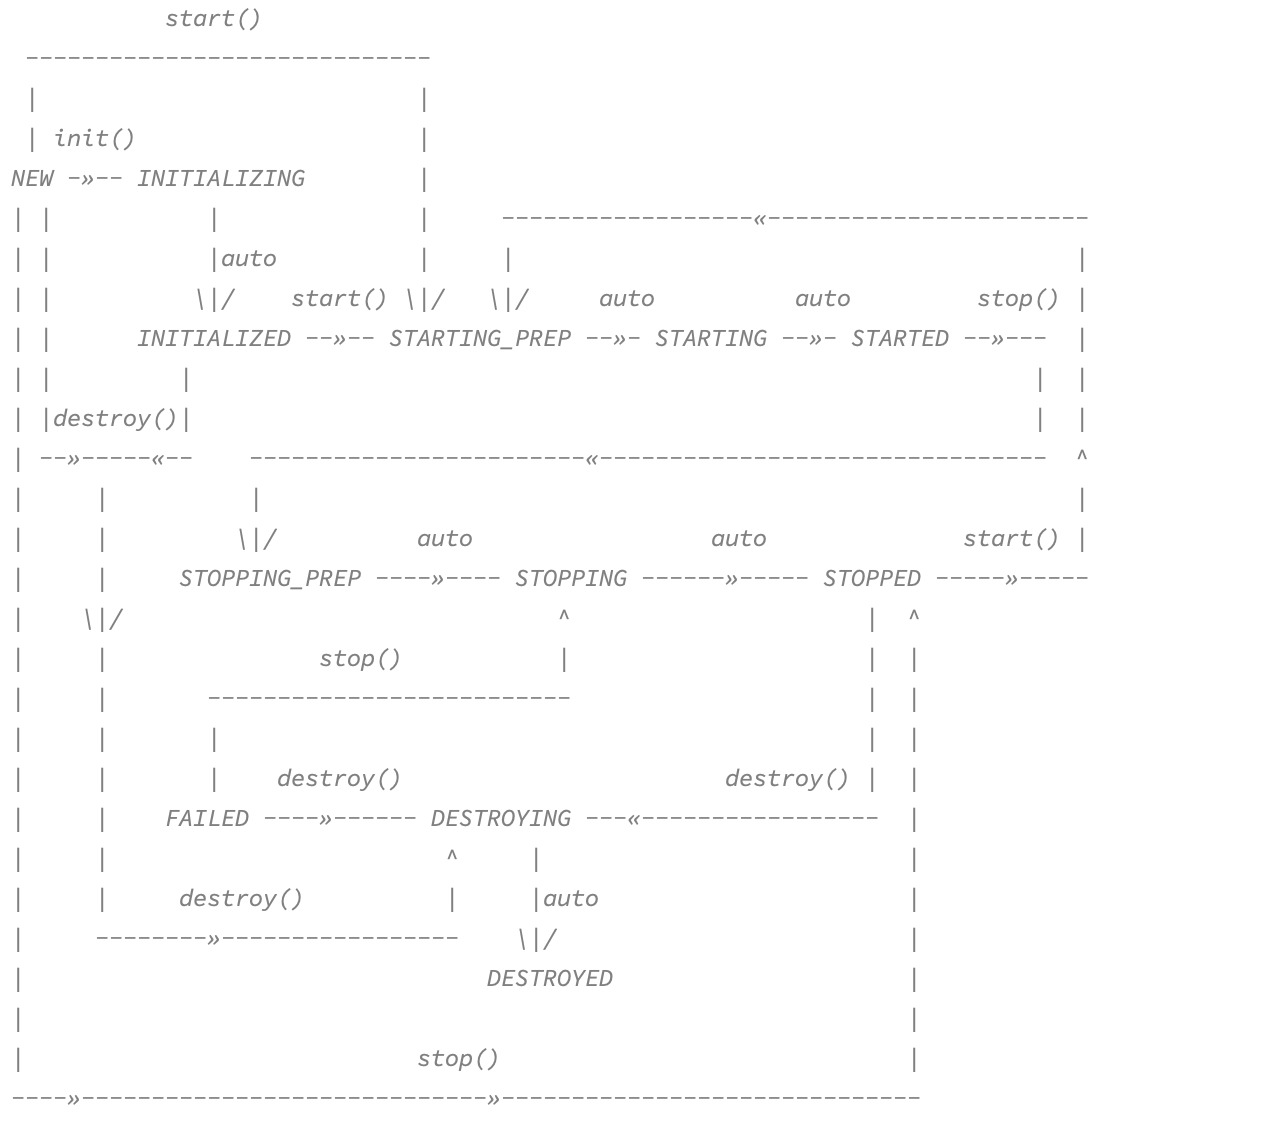 start()
-----------------------------
|                           |
| init()                    |
NEW -»-- INITIALIZING        |
| |           |              |     ------------------«-----------------------
| |           |auto          |     |                                        |
| |          \|/    start() \|/   \|/     auto          auto         stop() |
| |      INITIALIZED --»-- STARTING_PREP --»- STARTING --»- STARTED --»---  |
| |         |                                                            |  |
| |destroy()|                                                            |  |
| --»-----«--    ------------------------«--------------------------------  ^
|     |          |                                                          |
|     |         \|/          auto                 auto              start() |
|     |     STOPPING_PREP ----»---- STOPPING ------»----- STOPPED -----»-----
|    \|/                               ^                     |  ^
|     |               stop()           |                     |  |
|     |       --------------------------                     |  |
|     |       |                                              |  |
|     |       |    destroy()                       destroy() |  |
|     |    FAILED ----»------ DESTROYING ---«-----------------  |
|     |                        ^     |                          |
|     |     destroy()          |     |auto                      |
|     --------»-----------------    \|/                         |
|                                 DESTROYED                     |
|                                                               |
|                            stop()                             |
----»-----------------------------»------------------------------